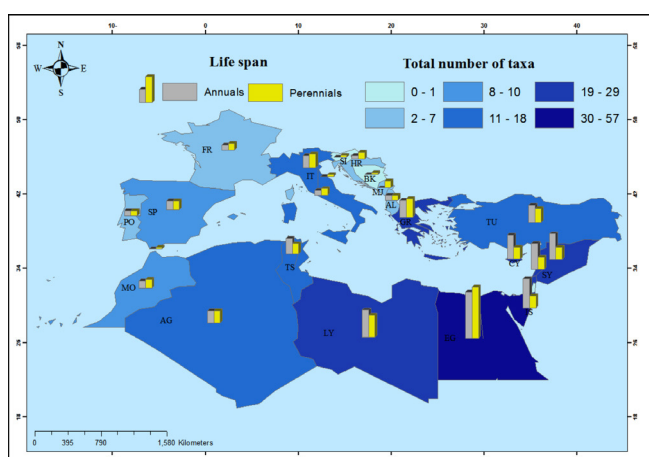 10- 0 10 20 30 40
N
W E
S
Life span
Annuals Perennials
Total number of taxa
0 - 1 8 - 10 19 - 29
2 - 7 11 - 18 30 - 57
FR
IT
SI
HR
BK
AL
GR
PO
SP
TU
CY
SY
IS
TS
MO
AG
LY
EG
0 395 790 1,580 Kilometers